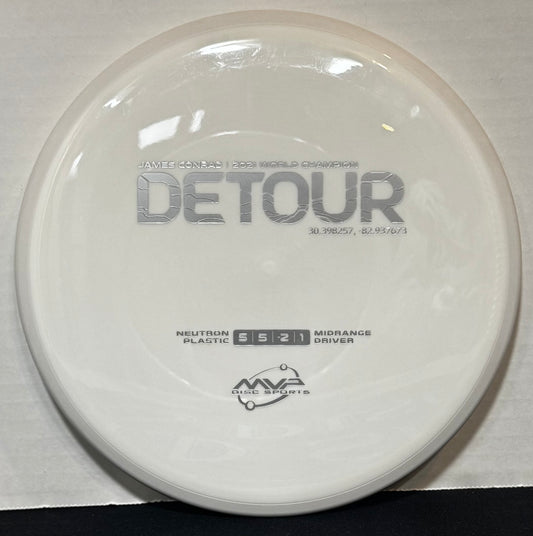 JAMES CONRAD | 2021 WORLD CHAMPION
DETOUR
30.398257, -82.937673
NEUTRON PLASTIC 5 5 -2 1 MIDRANGE DRIVER
MVP
DISC SPORTS